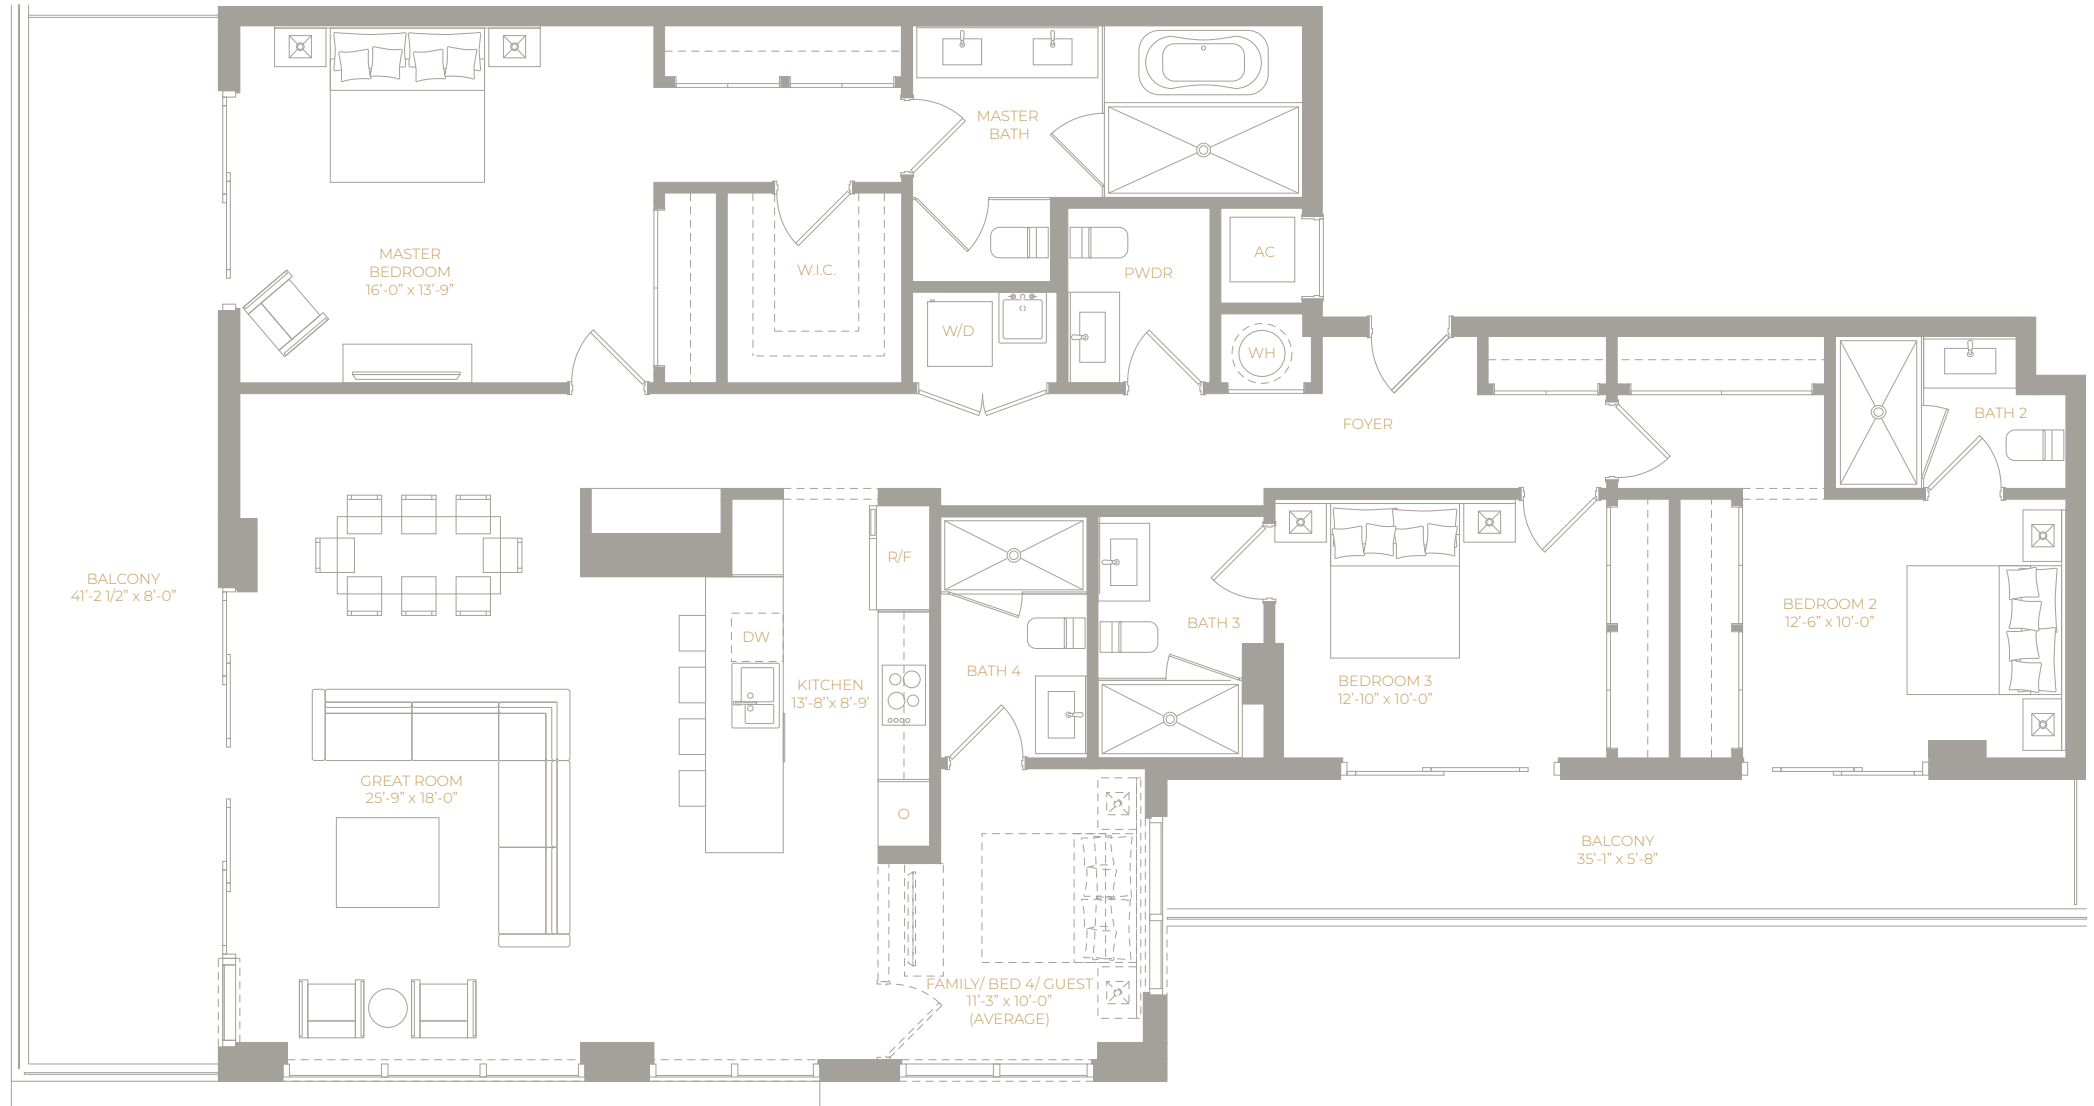 MASTER
BATH
MASTER
BEDROOM
16'-0" x 13'-9"
W.I.C.
PWDR
AC
W/D
WH
FOYER
BATH 2
BALCONY
41'-2 1/2" x 8'-0"
R/F
DW
BATH 3
BEDROOM 2
12'-6" x 10'-0"
BATH 4
KITCHEN
13'-8''x 8'-9'
BEDROOM 3
12'-10" x 10'-0"
GREAT ROOM
25'-9" x 18'-0"
O
BALCONY
35'-1" x 5'-8"
FAMILY/ BED 4/ GUEST
11'-3" x 10'-0"
(AVERAGE)